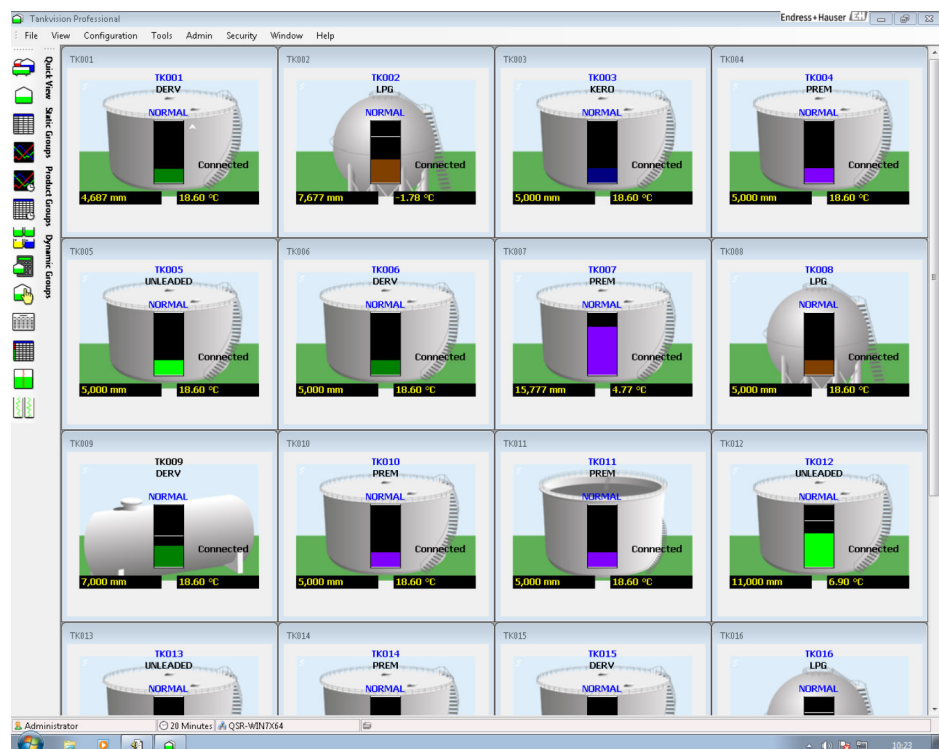 Tankvision Professional
Endress+Hauser EH
File View Configuration Tools Admin Security Window Help
Quick View
Static Groups
Product Groups
Dynamic Groups
TK001
TK001
DERV
NORMAL
Connected
4,687 mm 18.60 °C
TK002
TK002
LPG
NORMAL
Connected
7,677 mm -1.78 °C
TK003
TK003
KERO
NORMAL
Connected
5,000 mm 18.60 °C
TK004
TK004
PREM
NORMAL
Connected
5,000 mm 18.60 °C
TK005
TK005
UNLEADED
NORMAL
Connected
5,000 mm 18.60 °C
TK006
TK006
DERV
NORMAL
Connected
5,000 mm 18.60 °C
TK007
TK007
PREM
NORMAL
Connected
15,777 mm 4.77 °C
TK008
TK008
LPG
NORMAL
Connected
5,000 mm 18.60 °C
TK009
TK009
DERV
NORMAL
Connected
7,000 mm 18.60 °C
TK010
TK010
PREM
NORMAL
Connected
5,000 mm 18.60 °C
TK011
TK011
PREM
NORMAL
Connected
5,000 mm 18.60 °C
TK012
TK012
UNLEADED
NORMAL
Connected
11,000 mm 6.90 °C
TK013
TK013
UNLEADED
NORMAL
TK014
TK014
PREM
NORMAL
TK015
TK015
DERV
NORMAL
TK016
TK016
LPG
NORMAL
Administrator 20 Minutes QSR-WIN7X64
10:23